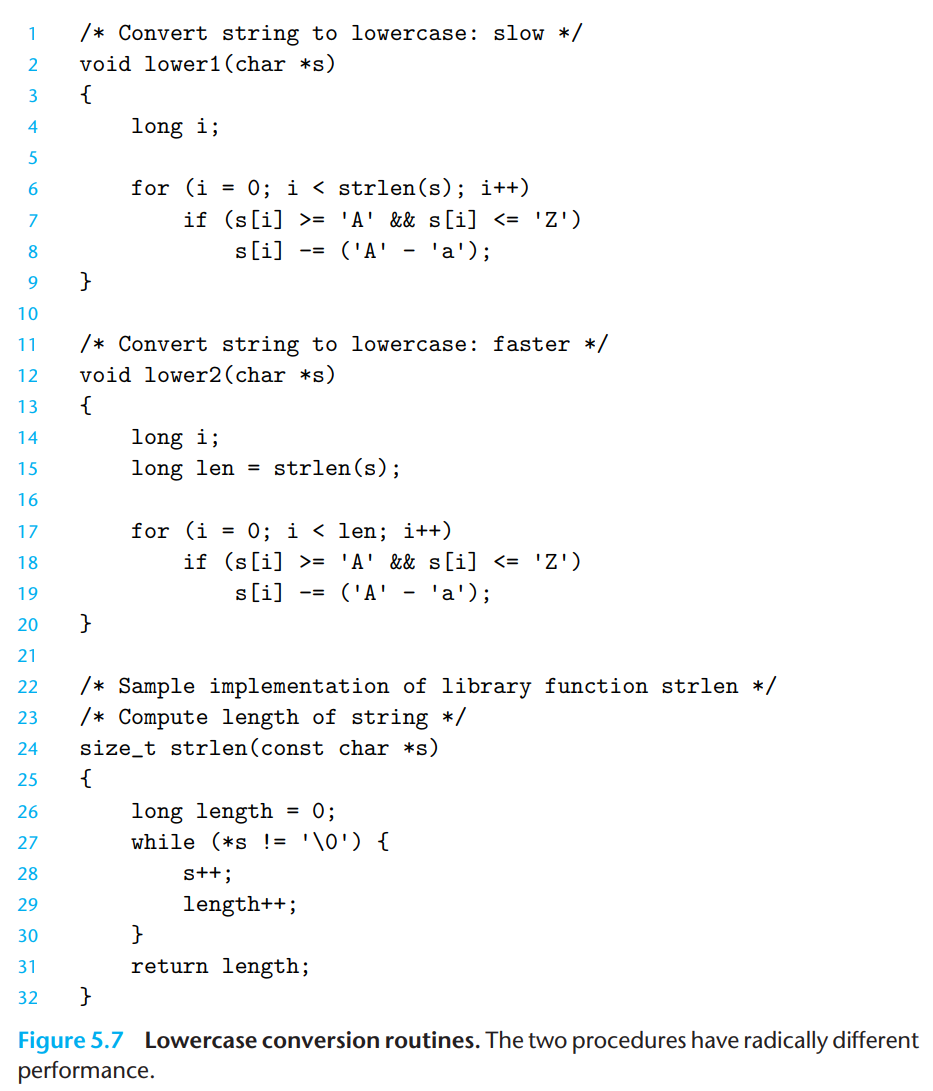 1 /* Convert string to lowercase: slow */
2 void lower1(char *s)
3 {
4     long i;
5
6     for (i = 0; i < strlen(s); i++)
7         if (s[i] >= 'A' && s[i] <= 'Z')
8             s[i] -= ('A' - 'a');
9 }
10
11 /* Convert string to lowercase: faster */
12 void lower2(char *s)
13 {
14     long i;
15     long len = strlen(s);
16
17     for (i = 0; i < len; i++)
18         if (s[i] >= 'A' && s[i] <= 'Z')
19             s[i] -= ('A' - 'a');
20 }
21
22 /* Sample implementation of library function strlen */
23 /* Compute length of string */
24 size_t strlen(const char *s)
25 {
26     long length = 0;
27     while (*s != '\0') {
28         s++;
29         length++;
30     }
31     return length;
32 }
Figure 5.7 Lowercase conversion routines. The two procedures have radically different
performance.